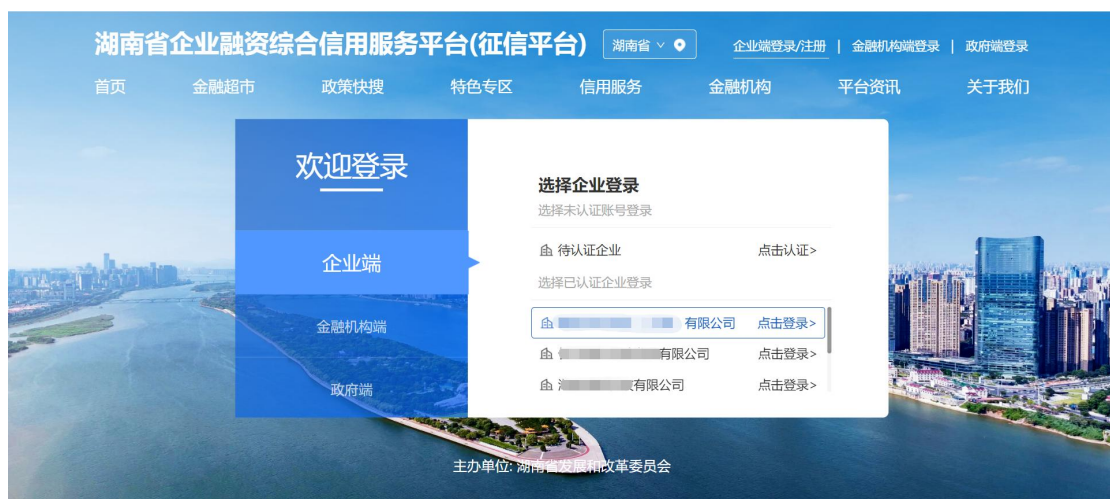 湖南省企业融资综合信用服务平台(征信平台) 湖南省 企业端登录/注册 | 金融机构端登录 | 政府端登录
首页 金融超市 政策快搜 特色专区 信用服务 金融机构 平台资讯 关于我们
欢迎登录
企业端
金融机构端
政府端
选择企业登录
选择未认证账号登录
待认证企业 点击认证>
选择已认证企业登录
有限公司 点击登录>
有限公司 点击登录>
有限公司 点击登录>
主办单位: 湖南省发展和改革委员会